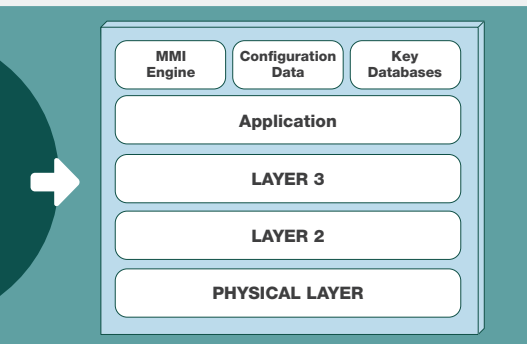 MMI
Engine
Configuration
Data
Key
Databases
Application
LAYER 3
LAYER 2
PHYSICAL LAYER